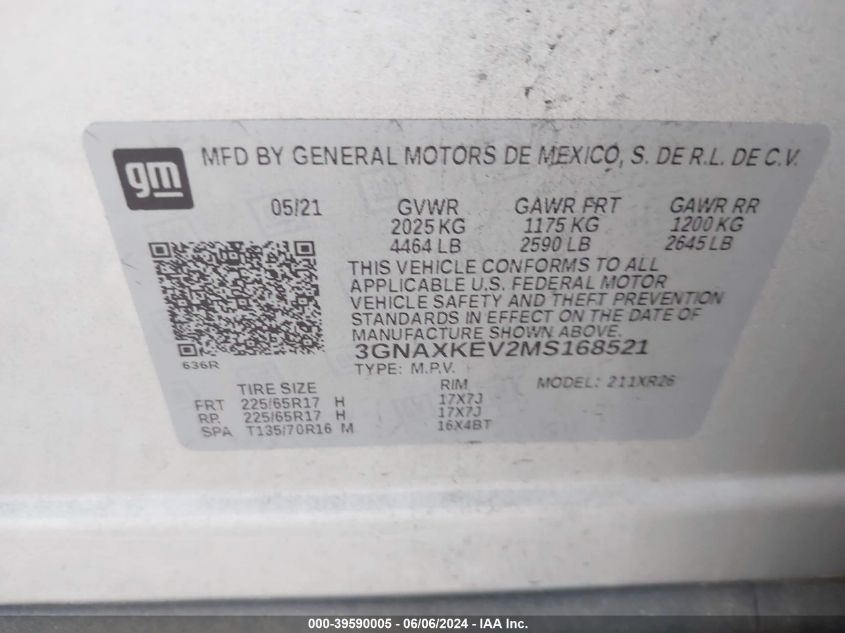 gm
MFD BY GENERAL MOTORS DE MEXICO, S. DE R.L. DE C.V.
05/21 GVWR GAWR FRT GAWR RR
2025 KG 1175 KG 1200 KG
4464 LB 2590 LB 2645 LB
THIS VEHICLE CONFORMS TO ALL
APPLICABLE U.S. FEDERAL MOTOR
VEHICLE SAFETY AND THEFT PREVENTION
STANDARDS IN EFFECT ON THE DATE OF
MANUFACTURE SHOWN ABOVE.
3GNAXKEV2MS168521
636R
TYPE: M.P.V. MODEL: 211XR26
TIRE SIZE RIM
FRT 225/65R17 H 17X7J
RR 225/65R17 H 17X7J
SPA T135/70R16 M 16X4BT
000-39590005 - 06/06/2024 - IAA Inc.